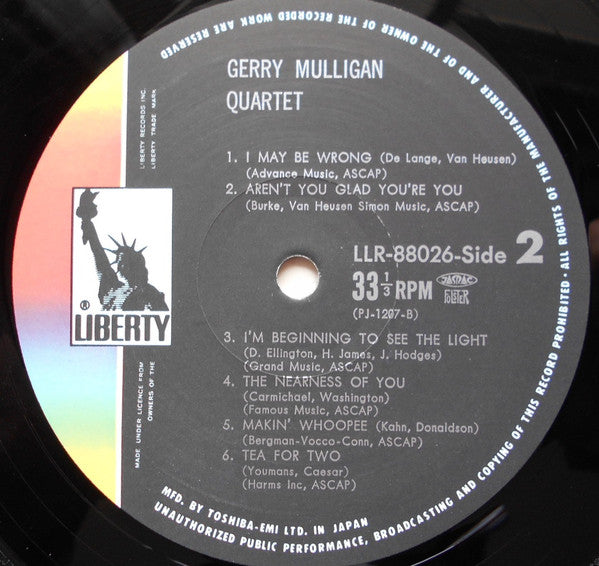 GERRY MULLIGAN
QUARTET
1. I MAY BE WRONG (De Lange, Van Heusen)
(Advance Music, ASCAP)
2. AREN'T YOU GLAD YOU'RE YOU
(Burke, Van Heusen Simon Music, ASCAP)
LLR-88026-Side 2
33 1/3 RPM
JASRAC
POLYSTER
(PJ-1207-B)
3. I'M BEGINNING TO SEE THE LIGHT
(D. Ellington, H. James, J. Hodges)
(Grand Music, ASCAP)
4. THE NEARNESS OF YOU
(Carmichael, Washington)
(Famous Music, ASCAP)
5. MAKIN' WHOOPEE (Kahn, Donaldson)
(Bergman-Vocco-Conn, ASCAP)
6. TEA FOR TWO
(Youmans, Caesar)
(Harms Inc, ASCAP)
LIBERTY RECORDS INC.
LIBERTY TRADE MARK
®
LIBERTY
MADE UNDER LICENCE FROM
OWNERS OF THE
MFD. BY TOSHIBA-EMI LTD. IN JAPAN
ALL RIGHTS OF THE MANUFACTURER AND OF THE OWNER OF THE RECORDED WORK ARE RESERVED
UNAUTHORIZED PUBLIC PERFORMANCE, BROADCASTING AND COPYING OF THIS RECORD PROHIBITED